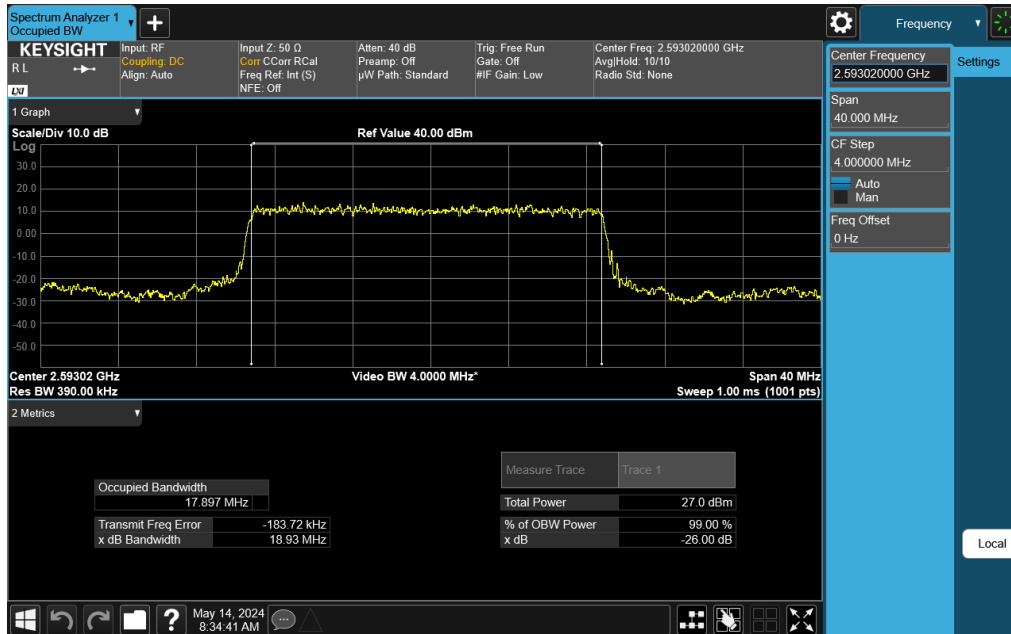 Spectrum Analyzer 1
Occupied BW
KEYSIGHT
R L
LXI
Input: RF
Coupling: DC
Align: Auto
Input Z: 50 Ω
Corr CCorr RCal
Freq Ref: Int (S)
NFE: Off
Atten: 40 dB
Preamp: Off
µW Path: Standard
Trig: Free Run
Gate: Off
#IF Gain: Low
Center Freq: 2.593020000 GHz
Avg|Hold: 10/10
Radio Std: None
Frequency
Settings
Center Frequency
2.593020000 GHz
Span
40.000 MHz
CF Step
4.000000 MHz
Auto
Man
Freq Offset
0 Hz
Local
1 Graph
Scale/Div 10.0 dB
Ref Value 40.00 dBm
Log
30.0
20.0
10.0
0.00
-10.0
-20.0
-30.0
-40.0
-50.0
Center 2.59302 GHz
Video BW 4.0000 MHz*
Span 40 MHz
Res BW 390.00 kHz
Sweep 1.00 ms (1001 pts)
2 Metrics
Measure Trace Trace 1
Occupied Bandwidth
17.897 MHz
Total Power 27.0 dBm
Transmit Freq Error -183.72 kHz
% of OBW Power 99.00 %
x dB Bandwidth 18.93 MHz
x dB -26.00 dB
?
May 14, 2024
8:34:41 AM